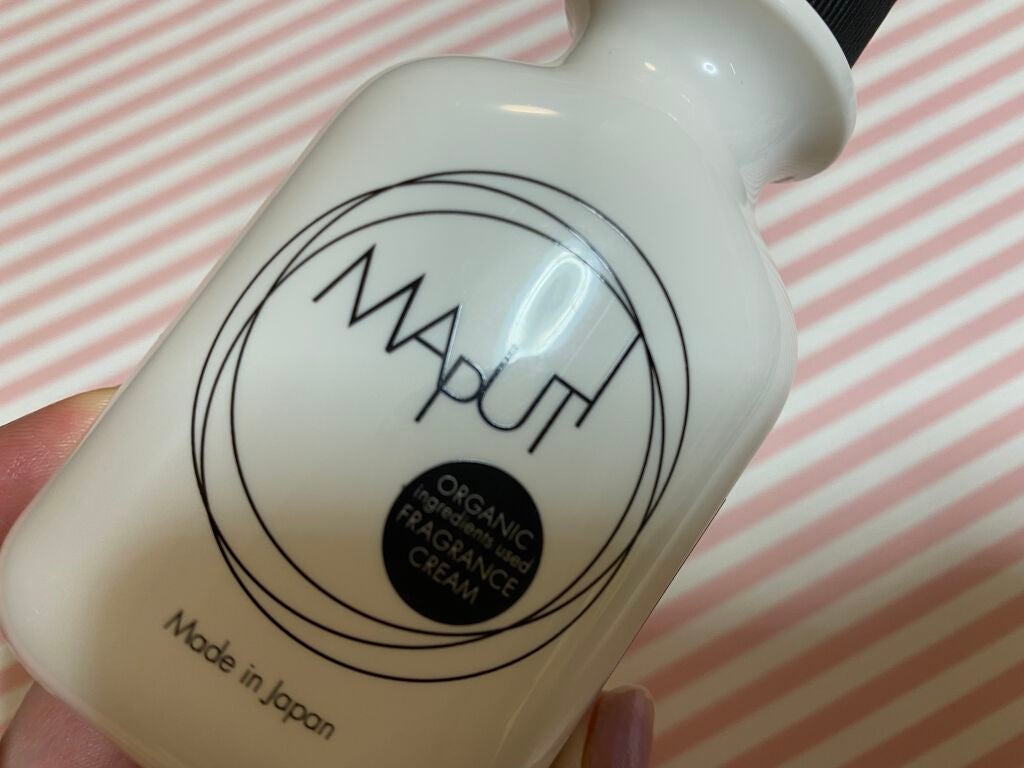 MAPUTI
ORGANIC
ingredients used
FRAGRANCE
CREAM
Made in Japan